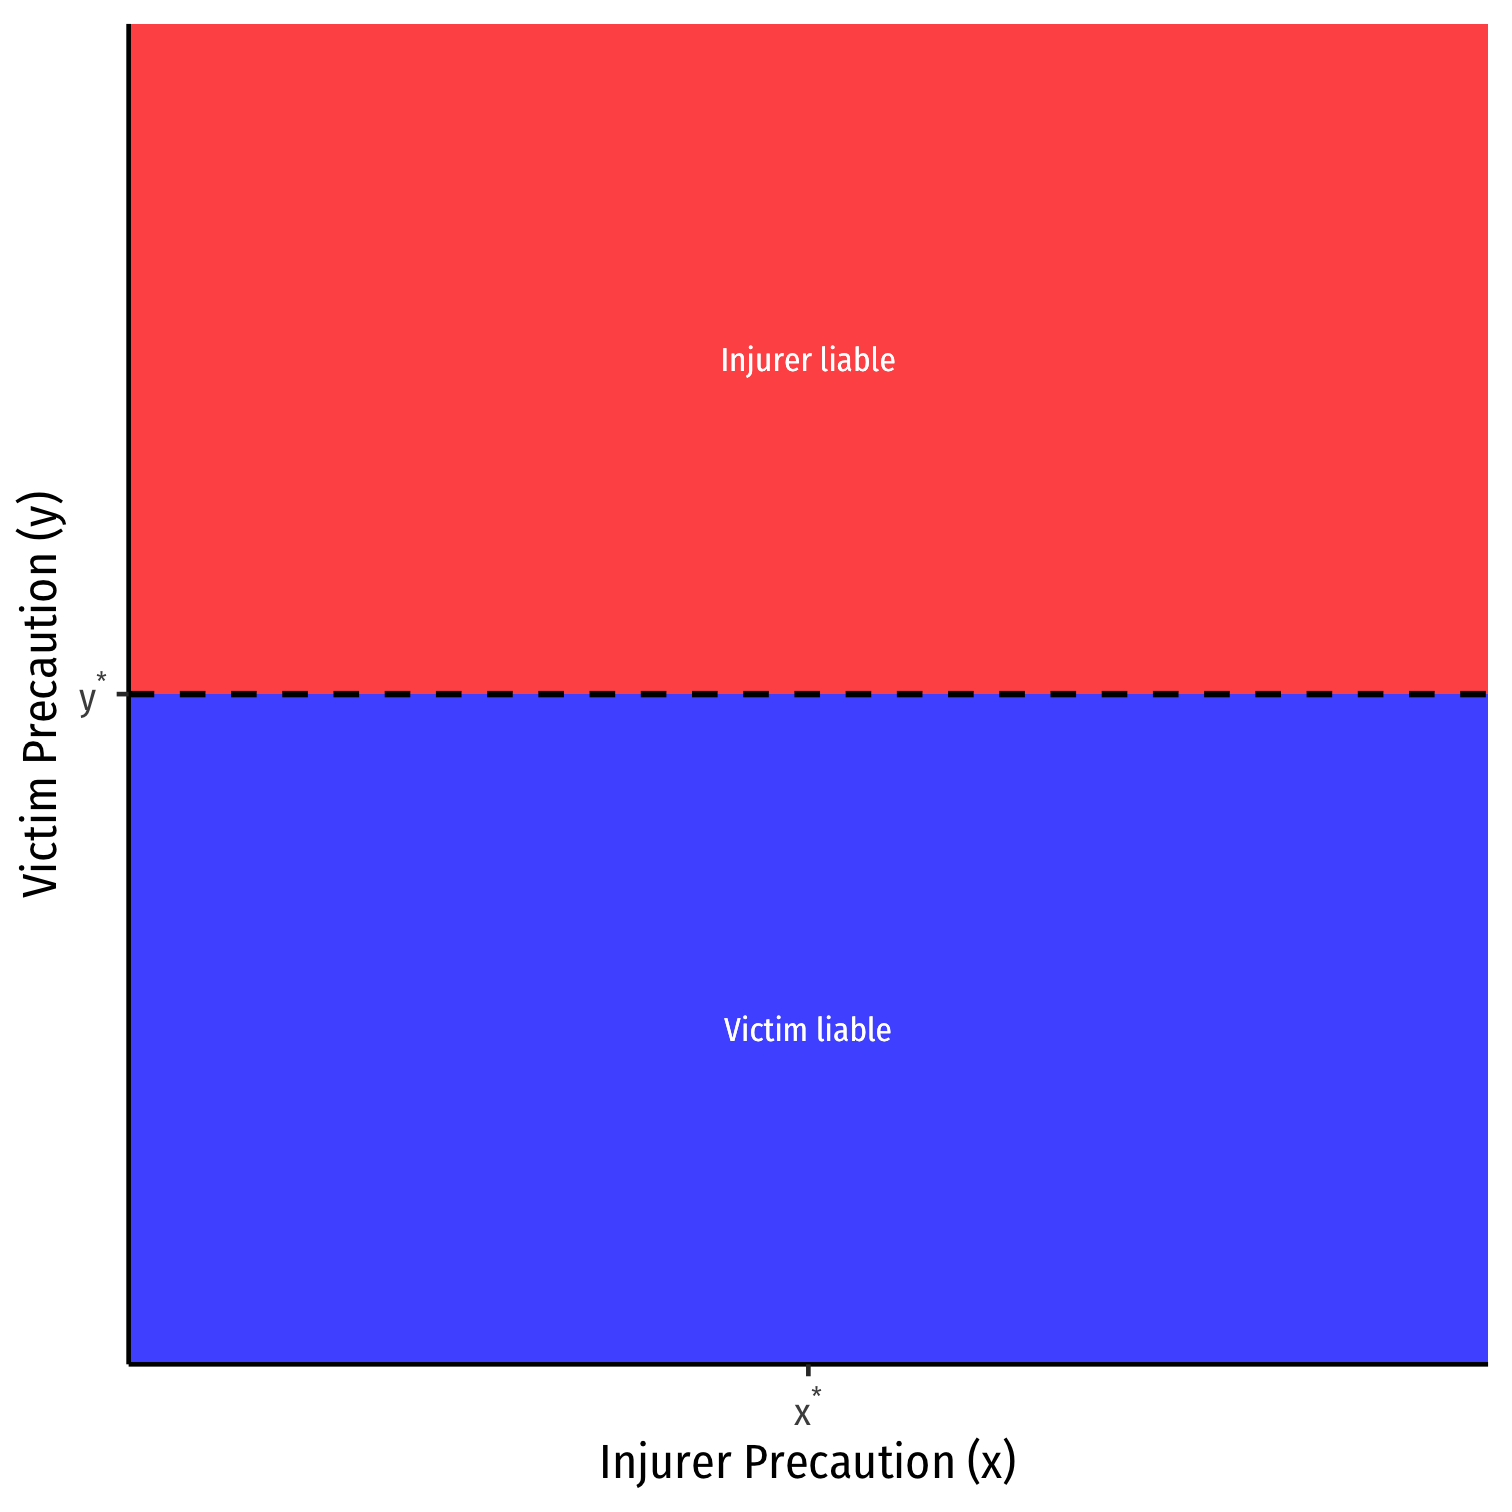 Injurer liable
Victim Precaution (y)
y*
Victim liable
x*
Injurer Precaution (x)